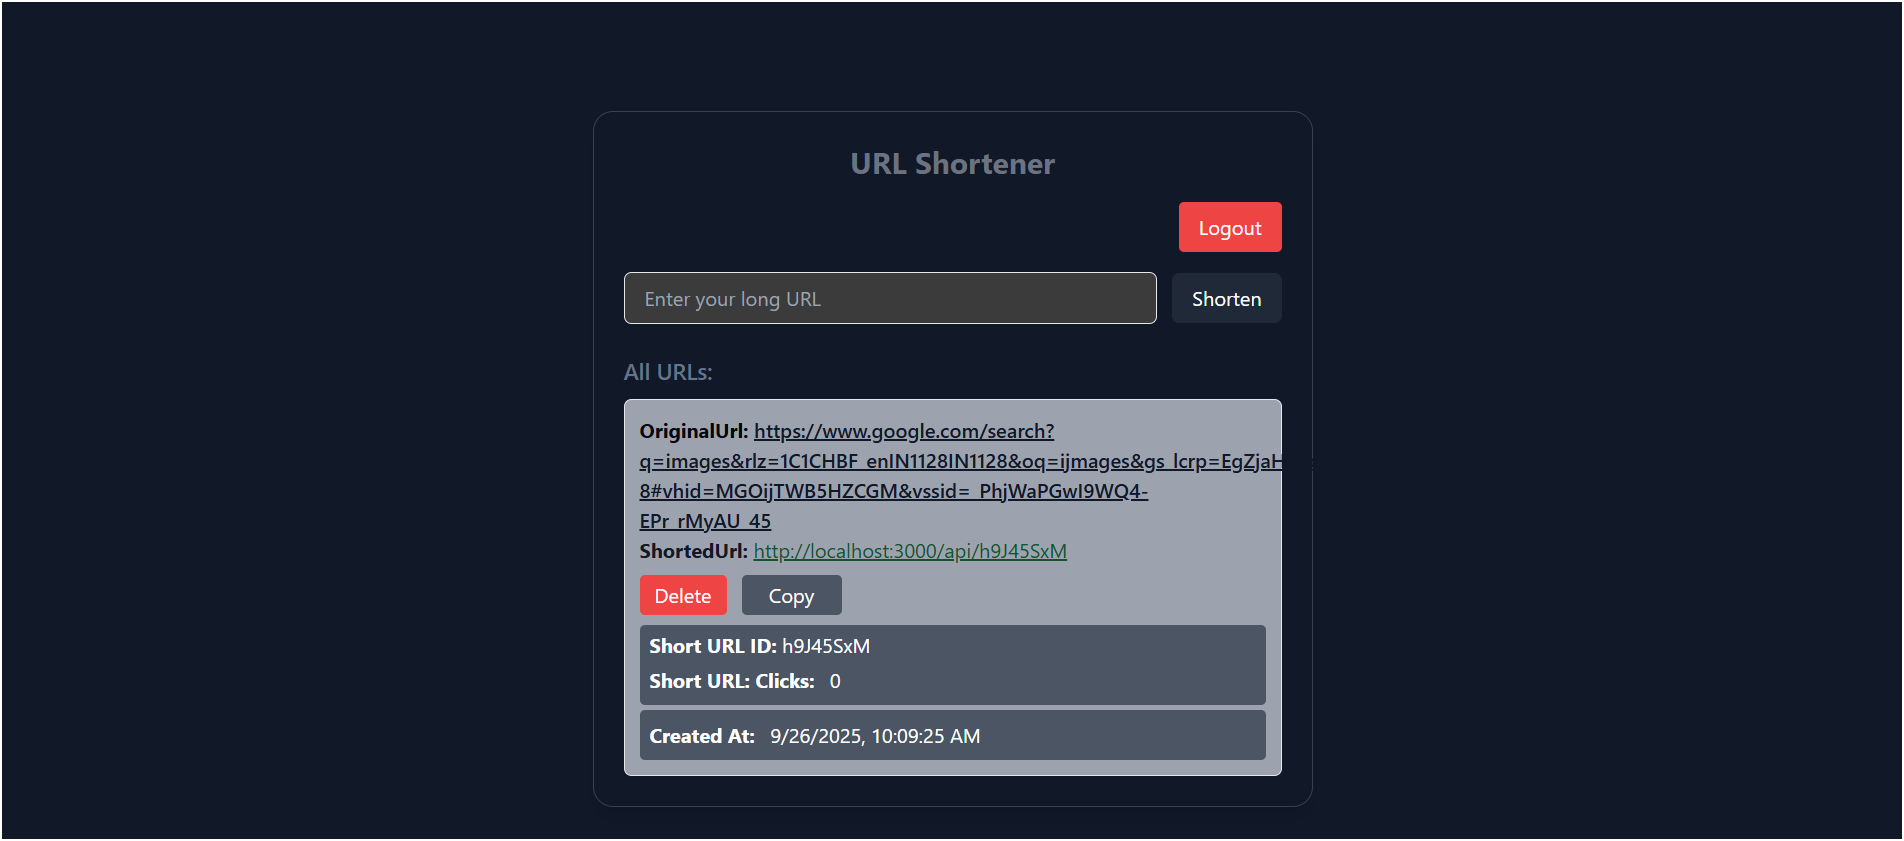 URL Shortener
Logout
Enter your long URL
Shorten
All URLs:
OriginalUrl: https://www.google.com/search?
q=images&rlz=1C1CHBF_enIN1128IN1128&oq=ijmages&gs_lcrp=EgZjaH
8#vhid=MGOijTWB5HZCGM&vssid=_PhjWaPGwI9WQ4-
EPr_rMyAU_45
ShortedUrl: http://localhost:3000/api/h9J45SxM
Delete
Copy
Short URL ID: h9J45SxM
Short URL: Clicks: 0
Created At: 9/26/2025, 10:09:25 AM